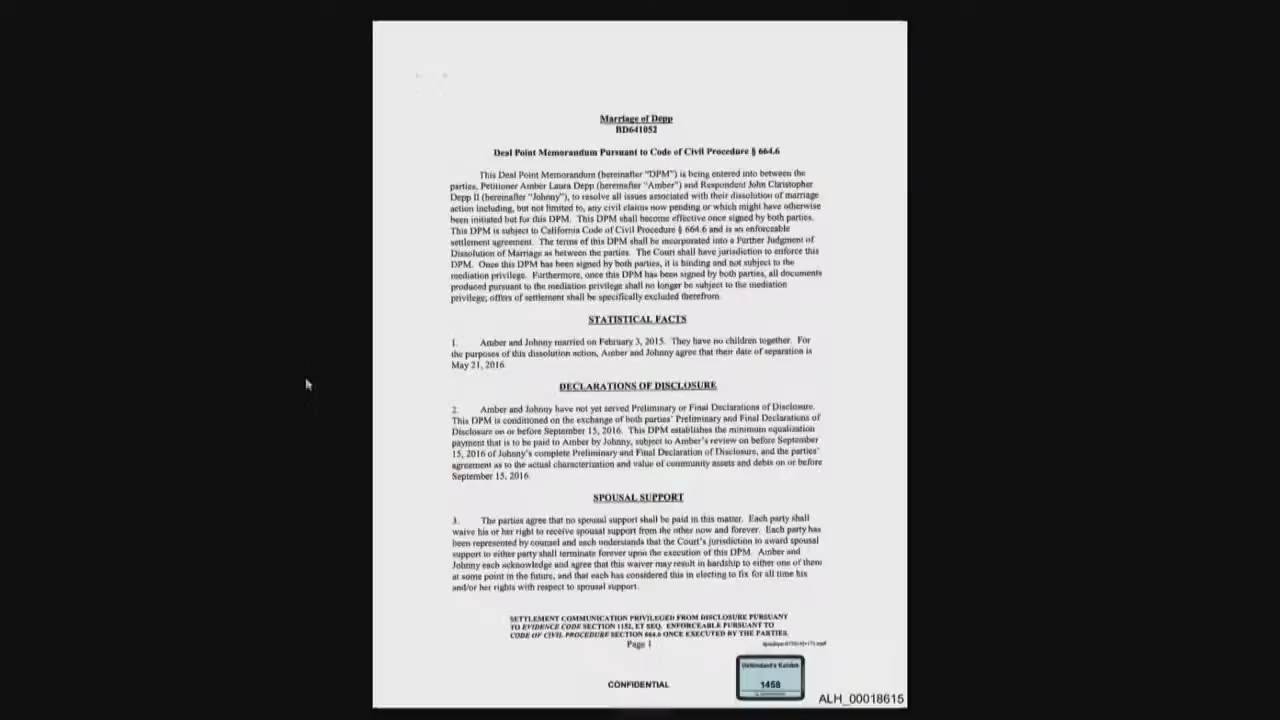 Marriage of Depp
BD641052
Deal Point Memorandum Pursuant to Code of Civil Procedure § 664.6
This Deal Point Memorandum (hereinafter "DPM") is being entered into between the
parties, Petitioner Amber Laura Depp (hereinafter "Amber") and Respondent John Christopher
Depp II (hereinafter "Johnny"), to resolve all issues associated with their dissolution of marriage
action including, but not limited to, any civil claims now pending or which might have otherwise
been initiated but for this DPM. This DPM shall become effective once signed by both parties.
This DPM is subject to California Code of Civil Procedure § 664.6 and is an enforceable
settlement agreement. The terms of this DPM shall be incorporated into a Further Judgment of
Dissolution of Marriage as between the parties. The Court shall have jurisdiction to enforce this
DPM. Once this DPM has been signed by both parties, it is binding and not subject to the
mediation privilege. Furthermore, once this DPM has been signed by both parties, all documents
produced pursuant to the mediation privilege shall no longer be subject to the mediation
privilege; offers of settlement shall be specifically excluded therefrom.
STATISTICAL FACTS
1. Amber and Johnny married on February 3, 2015. They have no children together. For
the purposes of this dissolution action, Amber and Johnny agree that their date of separation is
May 21, 2016.
DECLARATIONS OF DISCLOSURE
2. Amber and Johnny have not yet served Preliminary or Final Declarations of Disclosure.
This DPM is conditioned on the exchange of both parties' Preliminary and Final Declarations of
Disclosure on or before September 15, 2016. This DPM establishes the minimum equalization
payment that is to be paid to Amber by Johnny, subject to Amber's review on before September
15, 2016 of Johnny's complete Preliminary and Final Declaration of Disclosure, and the parties'
agreement as to the actual characterization and value of community assets and debts on or before
September 15, 2016.
SPOUSAL SUPPORT
3. The parties agree that no spousal support shall be paid in this matter. Each party shall
waive his or her right to receive spousal support from the other now and forever. Each party has
been represented by counsel and each understands that the Court's jurisdiction to award spousal
support to either party shall terminate forever upon the execution of this DPM. Amber and
Johnny each acknowledge and agree that this waiver may result in hardship to either one of them
at some point in the future, and that each has considered this in electing to fix for all time his
and/or her rights with respect to spousal support.
SETTLEMENT COMMUNICATION PRIVILEGED FROM DISCLOSURE PURSUANT
TO EVIDENCE CODE SECTION 1152, ET SEQ. ENFORCEABLE PURSUANT TO
CODE OF CIVIL PROCEDURE SECTION 664.6 ONCE EXECUTED BY THE PARTIES.
Page 1
CONFIDENTIAL
Defendant's Exhibit
1458
ALH_00018615